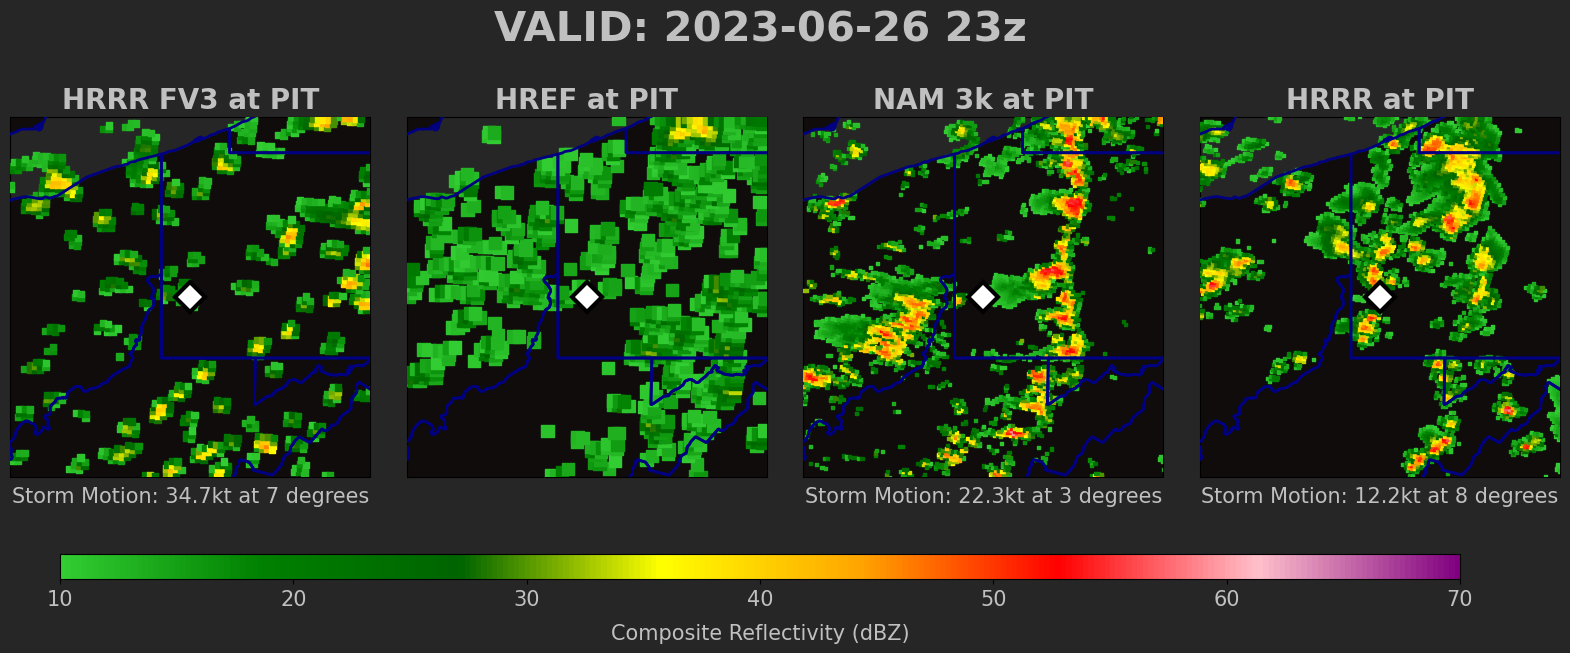 VALID: 2023-06-26 23z
HRRR FV3 at PIT
HREF at PIT
NAM 3k at PIT
HRRR at PIT
Storm Motion: 34.7kt at 7 degrees
Storm Motion: 22.3kt at 3 degrees
Storm Motion: 12.2kt at 8 degrees
10 20 30 40 50 60 70
Composite Reflectivity (dBZ)